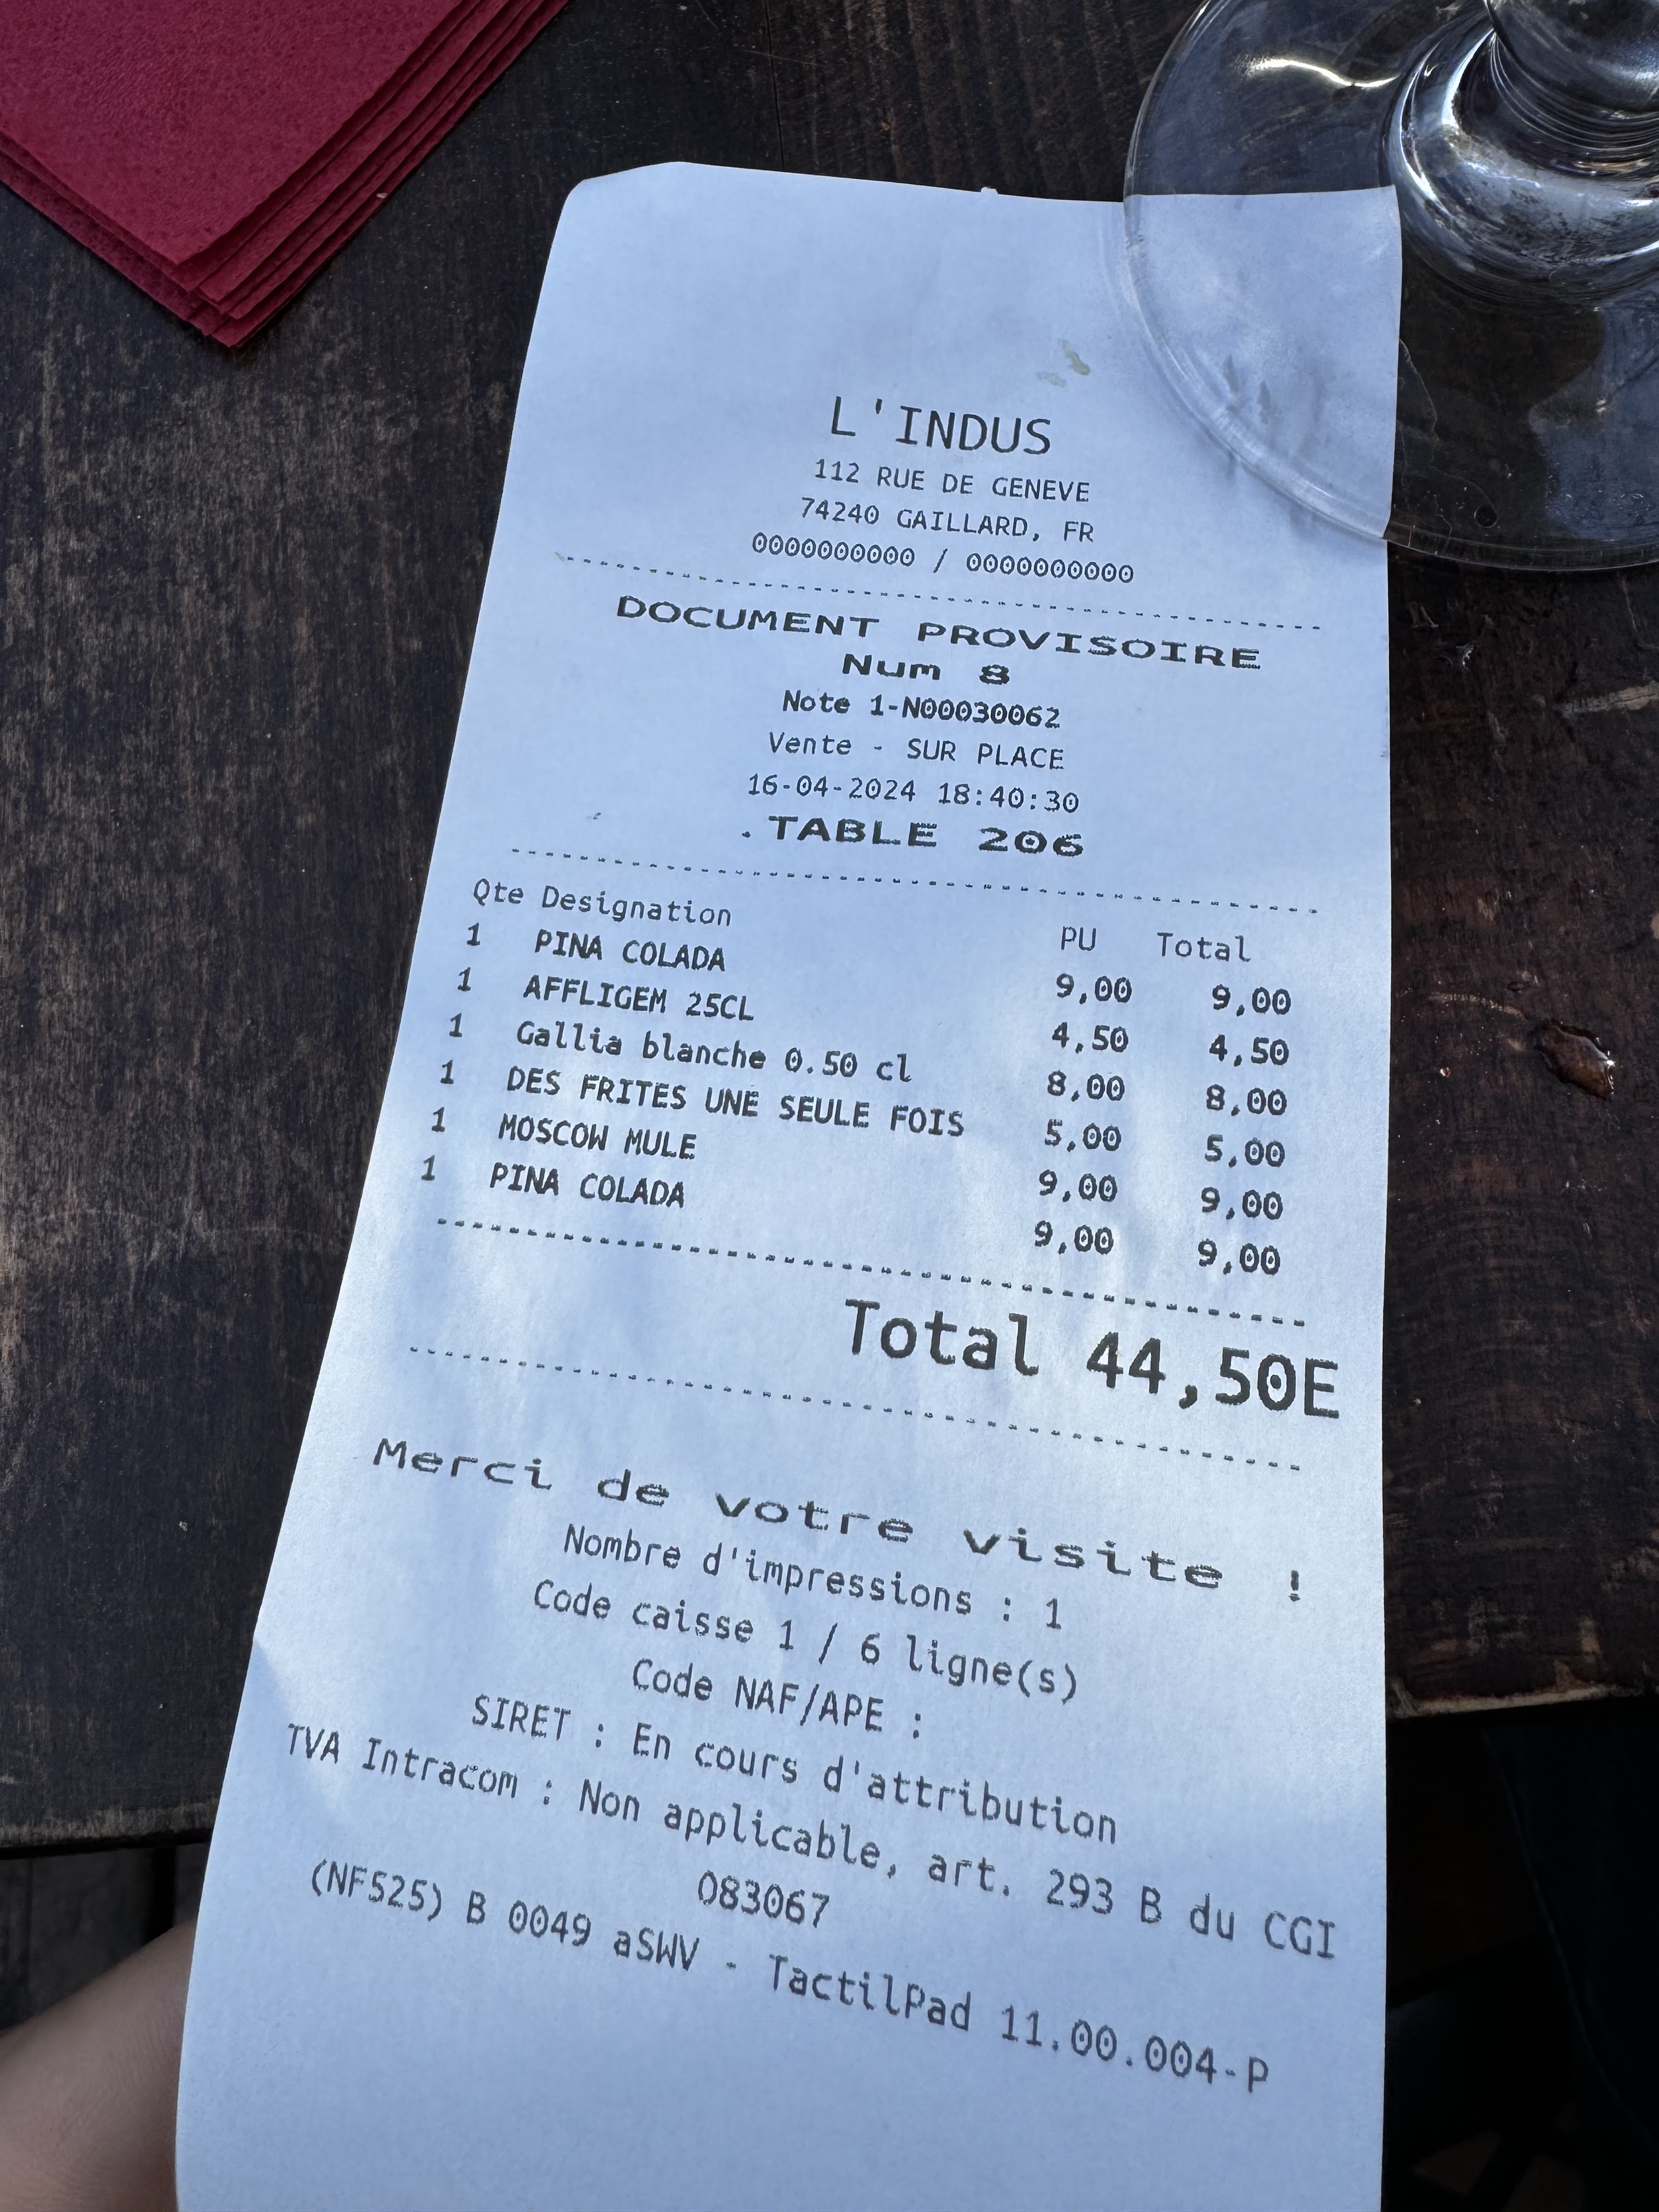 L'INDUS
112 RUE DE GENEVE
74240 GAILLARD, FR
0000000000 / 0000000000
DOCUMENT PROVISOIRE
Num 8
Note 1-N00030062
Vente - SUR PLACE
16-04-2024 18:40:30
.TABLE 206
Qte Designation PU Total
1 PINA COLADA 9,00 9,00
1 AFFLIGEM 25CL 4,50 4,50
1 Gallia blanche 0.50 cl 8,00 8,00
1 DES FRITES UNE SEULE FOIS 5,00 5,00
1 MOSCOW MULE 9,00 9,00
1 PINA COLADA 9,00 9,00
Total 44,50E
Merci de votre visite !
Nombre d'impressions : 1
Code caisse 1 / 6 ligne(s)
Code NAF/APE :
SIRET : En cours d'attribution
TVA Intracom : Non applicable, art. 293 B du CGI
083067
(NF525) B 0049 aSWV - TactilPad 11.00.004-P